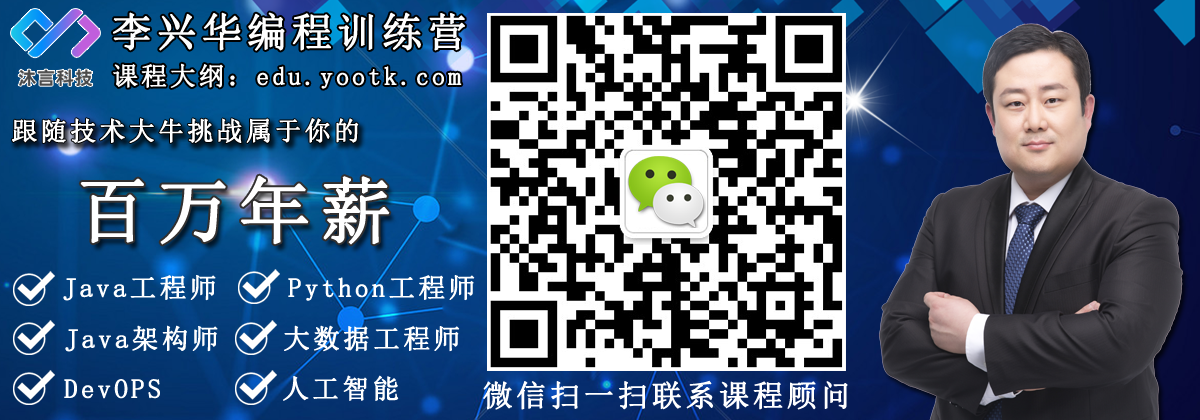 李兴华编程训练营
沐言科技
课程大纲：edu.yootk.com
跟随技术大牛挑战属于你的
百万年薪
Java工程师
Python工程师
Java架构师
大数据工程师
DevOPS
人工智能
微信扫一扫联系课程顾问